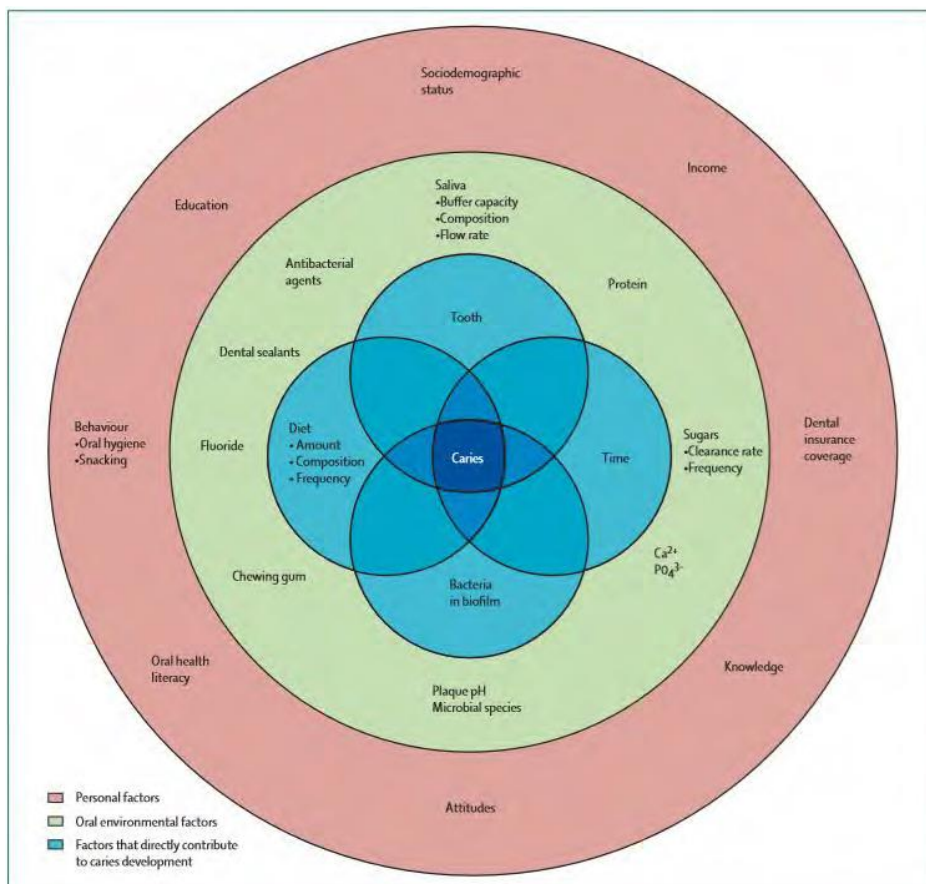 Sociodemographic
status
Income
Education
Saliva
•Buffer capacity
•Composition
•Flow rate
Antibacterial
agents
Protein
Tooth
Dental sealants
Behaviour
•Oral hygiene
•Snacking
Fluoride
Diet
• Amount
• Composition
• Frequency
Caries
Time
Sugars
•Clearance rate
•Frequency
Dental
insurance
coverage
Ca2+
PO43-
Chewing gum
Bacteria
in biofilm
Oral health
literacy
Knowledge
Plaque pH
Microbial species
Attitudes
Personal factors
Oral environmental factors
Factors that directly contribute
to caries development